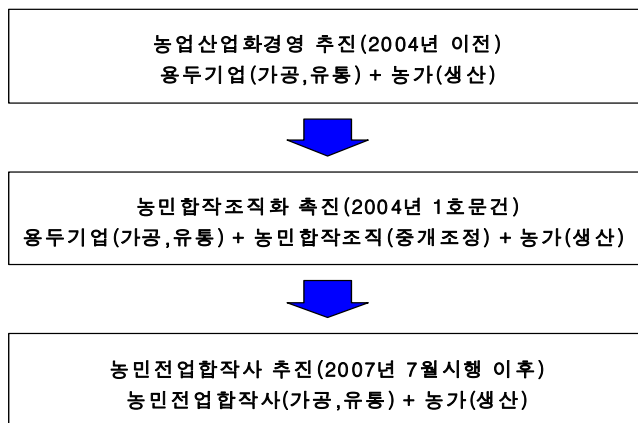 농업산업화경영 추진(2004년 이전)
용두기업(가공,유통) + 농가(생산)
농민합작조직화 촉진(2004년 1호문건)
용두기업(가공,유통) + 농민합작조직(중개조정) + 농가(생산)
농민전업합작사 추진(2007년 7월시행 이후)
농민전업합작사(가공,유통) + 농가(생산)